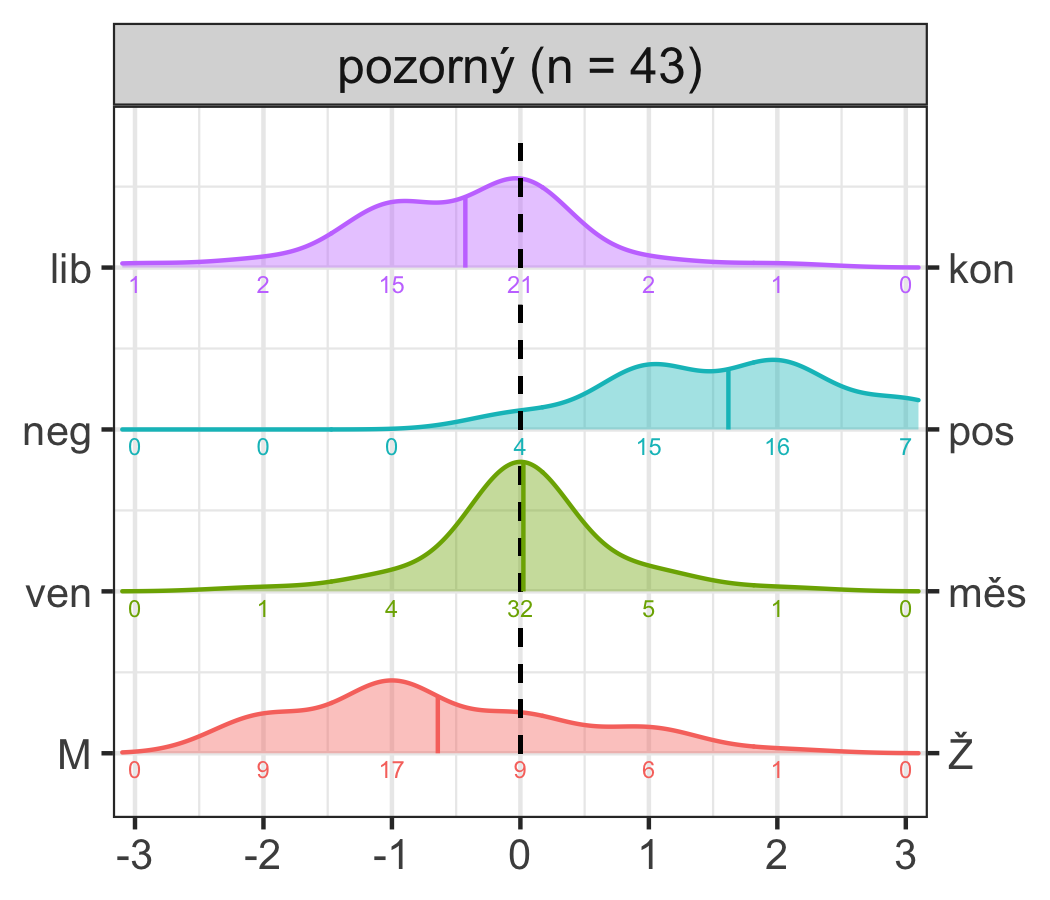 pozorný (n = 43)
lib kon
1 2 15 21 2 1 0
neg pos
0 0 0 4 15 16 7
ven měs
0 1 4 32 5 1 0
M Ž
0 9 17 9 6 1 0
-3 -2 -1 0 1 2 3